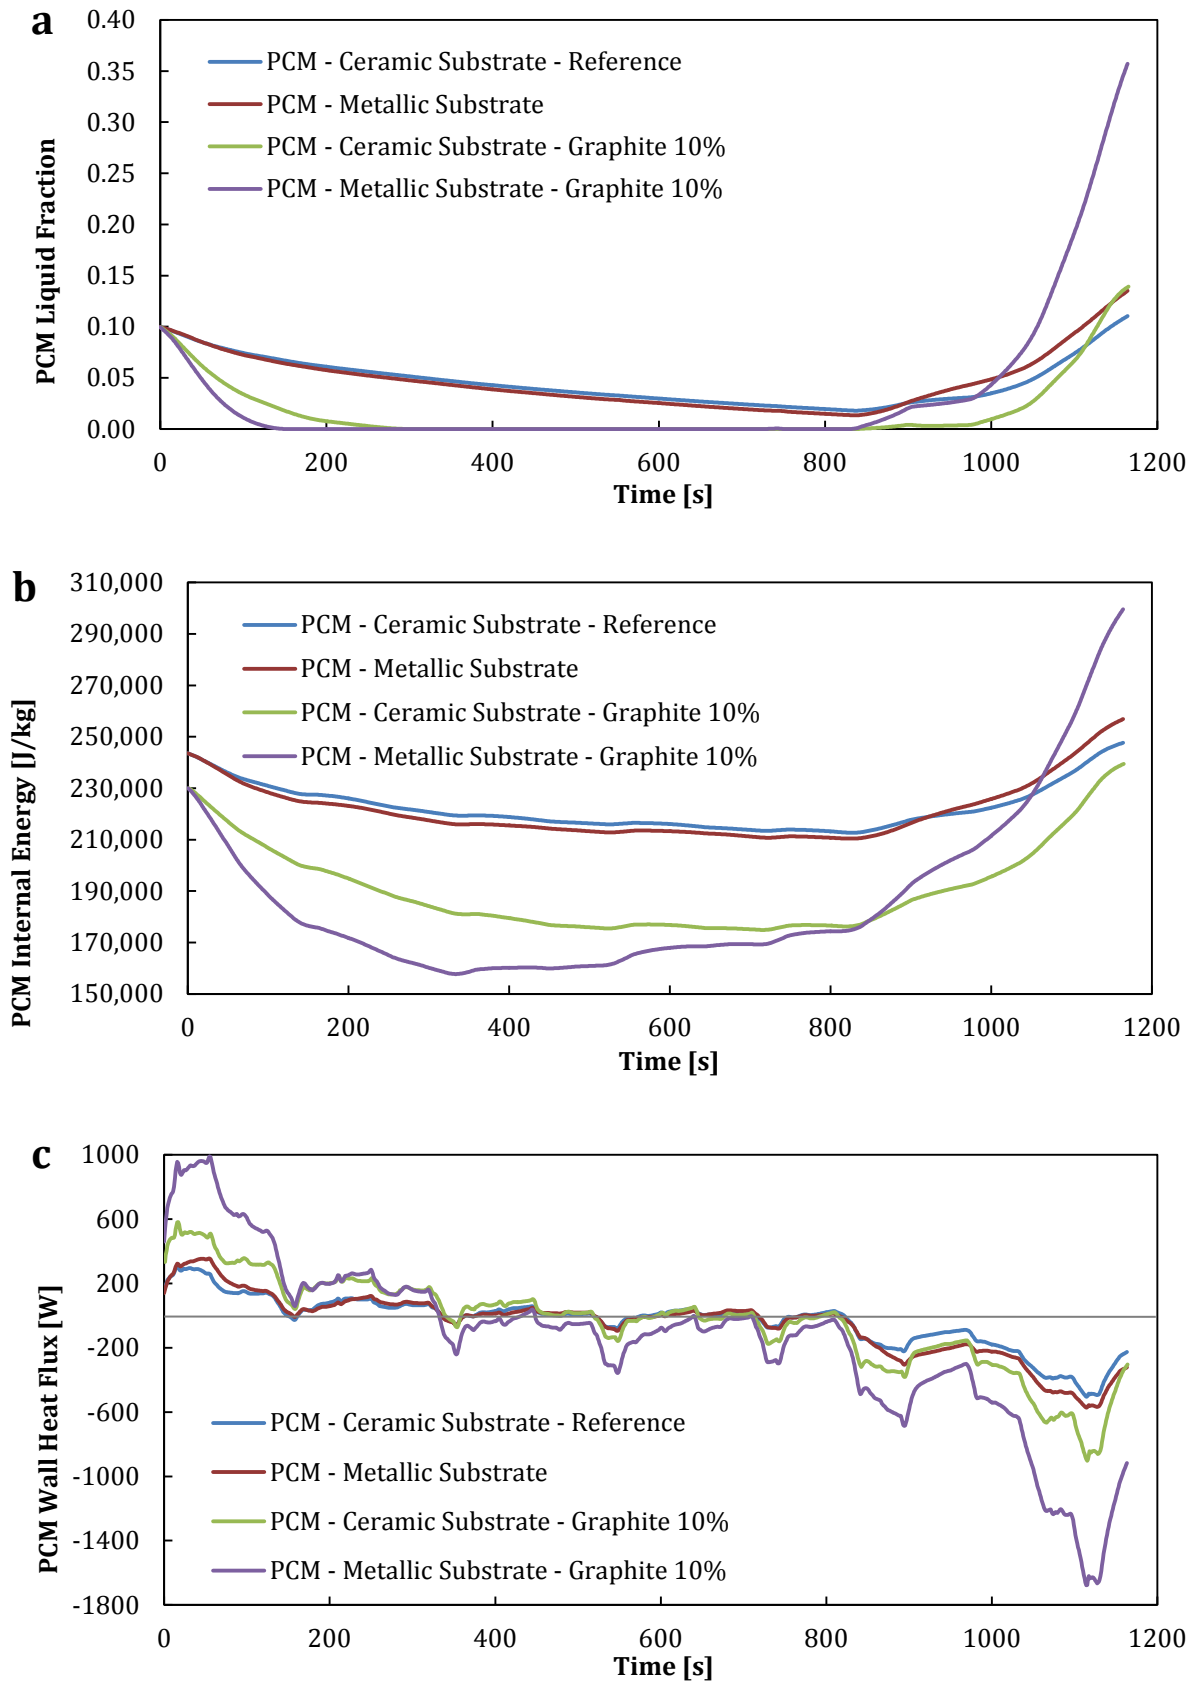 a
0.40
0.35
0.30
0.25
0.20
0.15
0.10
0.05
0.00
PCM Liquid Fraction
PCM - Ceramic Substrate - Reference
PCM - Metallic Substrate
PCM - Ceramic Substrate - Graphite 10%
PCM - Metallic Substrate - Graphite 10%
0 200 400 600 800 1000 1200
Time [s]
b
310,000
290,000
270,000
250,000
230,000
210,000
190,000
170,000
150,000
PCM Internal Energy [J/kg]
PCM - Ceramic Substrate - Reference
PCM - Metallic Substrate
PCM - Ceramic Substrate - Graphite 10%
PCM - Metallic Substrate - Graphite 10%
0 200 400 600 800 1000 1200
Time [s]
c
1000
600
200
-200
-600
-1000
-1400
-1800
PCM Wall Heat Flux [W]
PCM - Ceramic Substrate - Reference
PCM - Metallic Substrate
PCM - Ceramic Substrate - Graphite 10%
PCM - Metallic Substrate - Graphite 10%
0 200 400 600 800 1000 1200
Time [s]